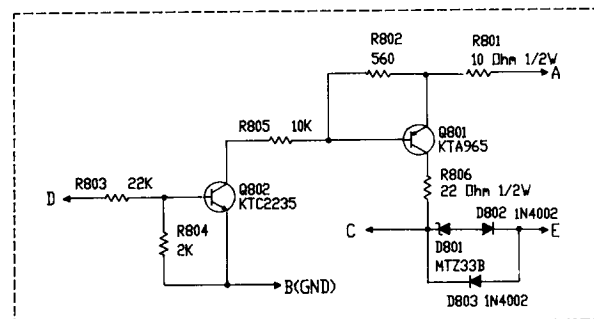 R802
560
R801
10 Ohm 1/2W
A
R805
10K
Q801
KTA965
R806
22 Ohm 1/2W
R803
22K
D
Q802
KTC2235
R804
2K
C
D802
1N4002
E
D801
MTZ33B
B(GND)
D803 1N4002